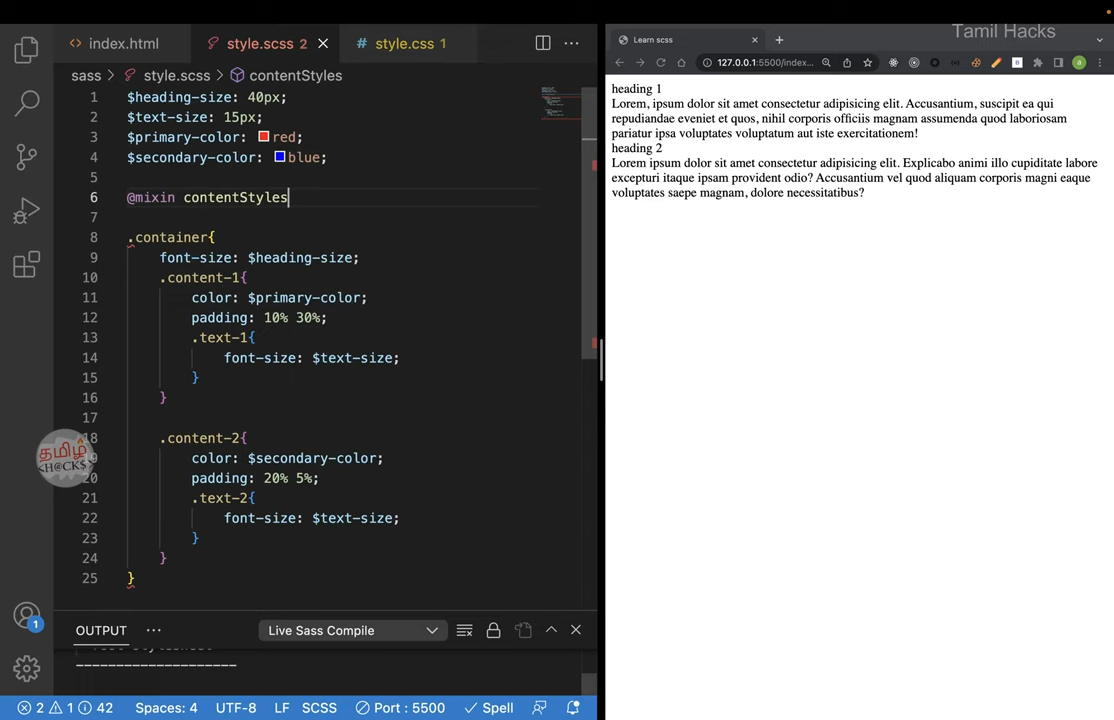 Tamil Hacks
index.html
style.scss 2
style.css 1
Learn scss
127.0.0.1:5500/index...
sass > style.scss > contentStyles
1 $heading-size: 40px;
2 $text-size: 15px;
3 $primary-color: red;
4 $secondary-color: blue;
5
6 @mixin contentStyles
7
8 .container{
9 font-size: $heading-size;
10 .content-1{
11 color: $primary-color;
12 padding: 10% 30%;
13 .text-1{
14 font-size: $text-size;
15 }
16 }
17
18 .content-2{
19 color: $secondary-color;
20 padding: 20% 5%;
21 .text-2{
22 font-size: $text-size;
23 }
24 }
25 }
தமிழ்
<H@CK$>
heading 1
Lorem, ipsum dolor sit amet consectetur adipisicing elit. Accusantium, suscipit ea qui
repudiandae eveniet et quos, nihil corporis officiis magnam assumenda quod laboriosam
pariatur ipsa voluptates voluptatum aut iste exercitationem!
heading 2
Lorem ipsum dolor sit amet consectetur adipisicing elit. Explicabo animi illo cupiditate labore
excepturi itaque ipsam provident odio? Accusantium vel quod aliquam corporis magni eaque
voluptates saepe magnam, dolore necessitatibus?
OUTPUT
Live Sass Compile
--------------------
1
2 1 42
Spaces: 4
UTF-8
LF
SCSS
Port : 5500
Spell